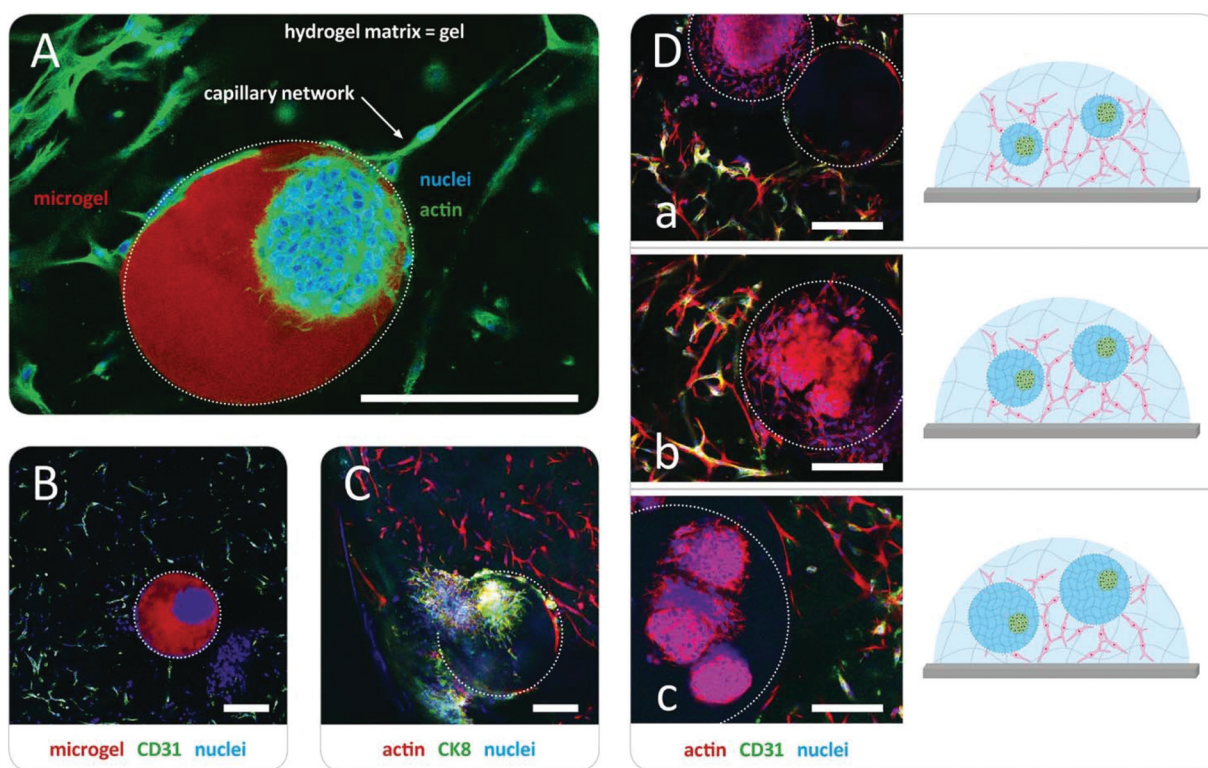 A
hydrogel matrix = gel
capillary network
microgel
nuclei
actin
B
microgel CD31 nuclei
C
actin CK8 nuclei
D
a
b
c
actin CD31 nuclei